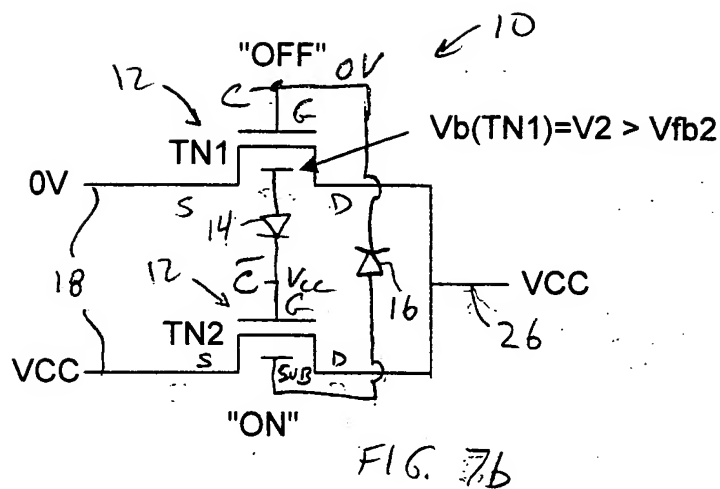 10
"OFF"
0V
12
C
G
Vb(TN1)=V2 > Vfb2
TN1
0V
S
D
14
18
C̅
Vcc
16
12
G
VCC
26
TN2
VCC
S
SUB
D
"ON"
FIG. 7b